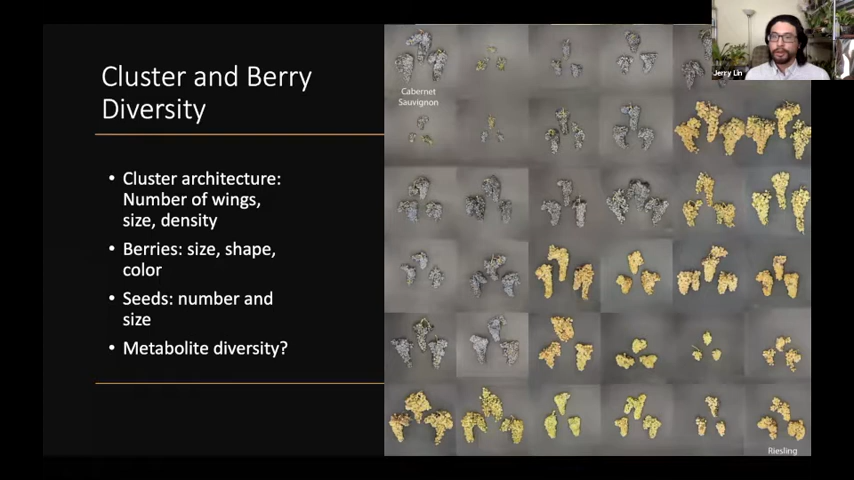 Cluster and Berry
Diversity
• Cluster architecture:
Number of wings,
size, density
• Berries: size, shape,
color
• Seeds: number and
size
• Metabolite diversity?
Cabernet
Sauvignon
Riesling
Jerry Lin